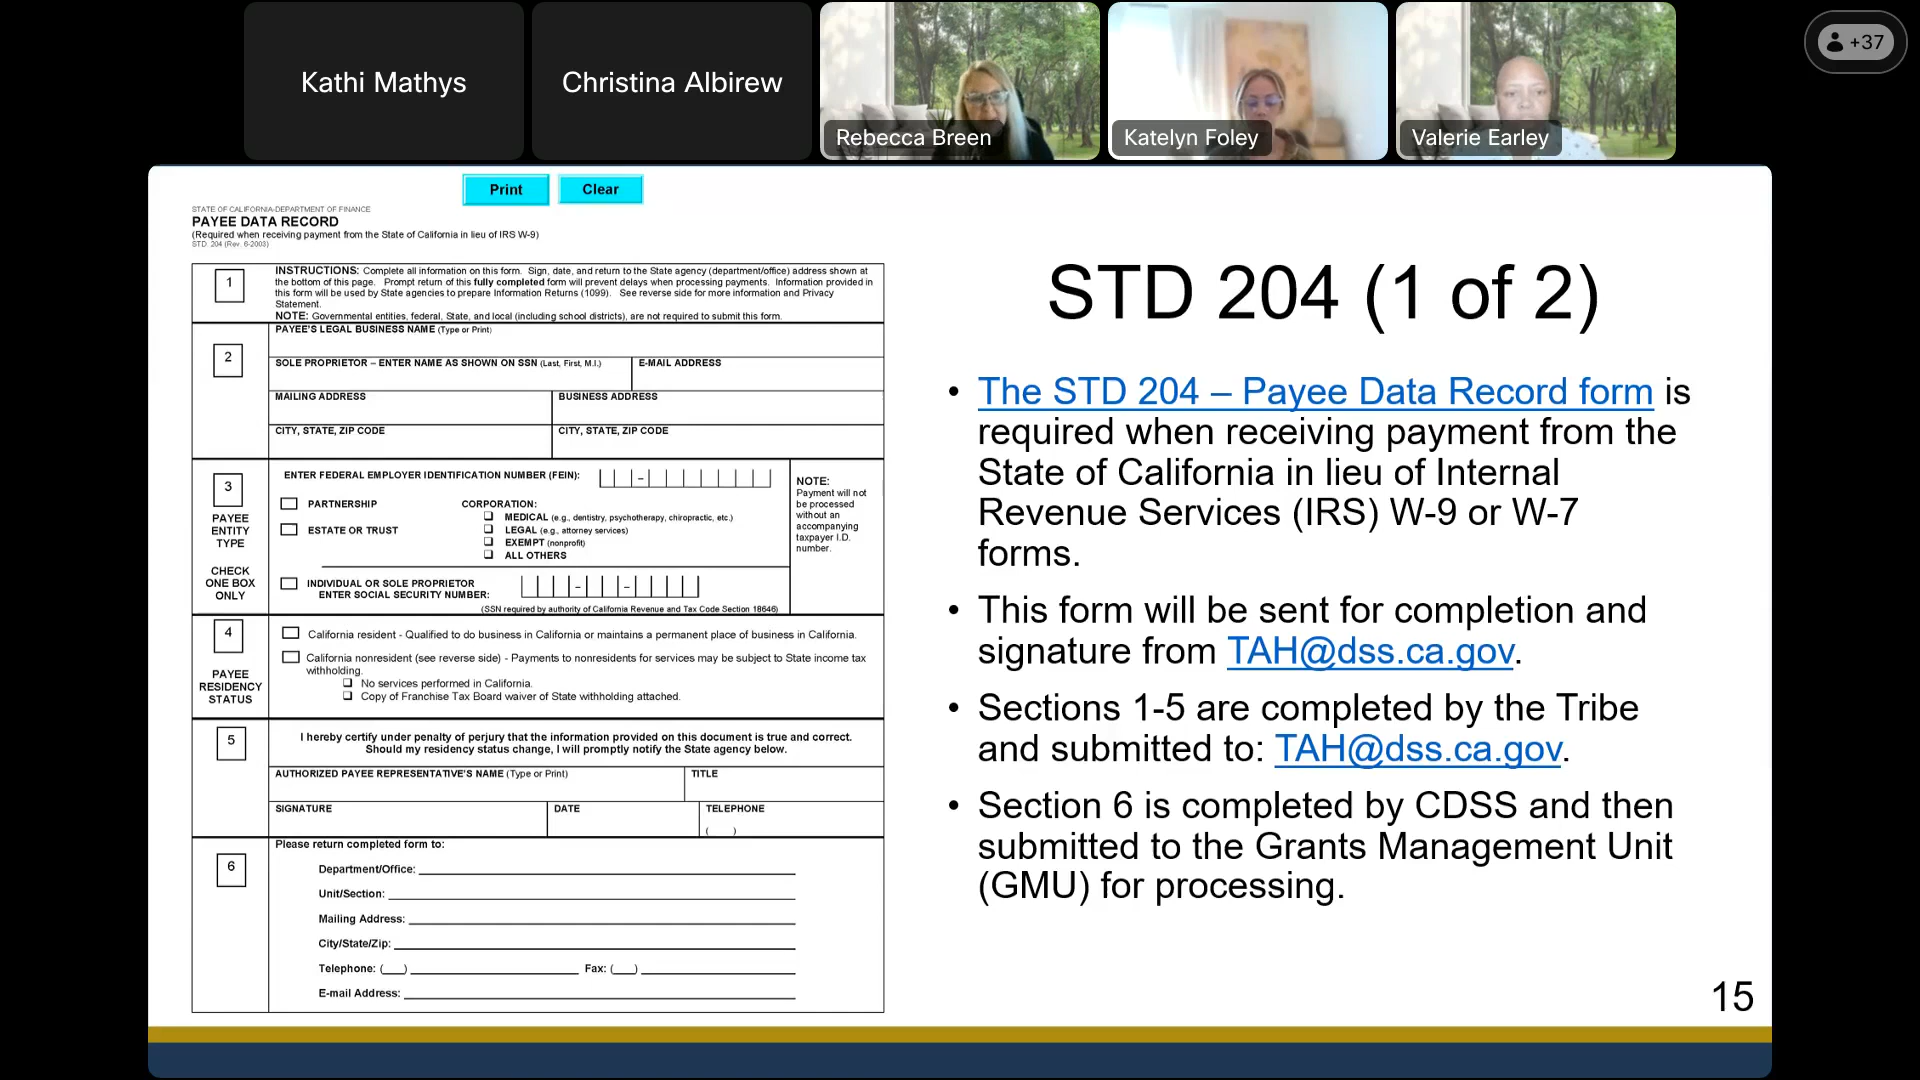 Kathi Mathys
Christina Albirew
Rebecca Breen
Katelyn Foley
Valerie Earley
+37
Print
Clear
STATE OF CALIFORNIA-DEPARTMENT OF FINANCE
PAYEE DATA RECORD
(Required when receiving payment from the State of California in lieu of IRS W-9)
STD. 204 (Rev. 6-2003)
1
INSTRUCTIONS: Complete all information on this form. Sign, date, and return to the State agency (department/office) address shown at
the bottom of this page. Prompt return of this fully completed form will prevent delays when processing payments. Information provided in
this form will be used by State agencies to prepare Information Returns (1099). See reverse side for more information and Privacy
Statement.
NOTE: Governmental entities, federal, State, and local (including school districts), are not required to submit this form.
2
PAYEE'S LEGAL BUSINESS NAME (Type or Print)
SOLE PROPRIETOR – ENTER NAME AS SHOWN ON SSN (Last, First, M.I.)
E-MAIL ADDRESS
MAILING ADDRESS
BUSINESS ADDRESS
CITY, STATE, ZIP CODE
CITY, STATE, ZIP CODE
3
PAYEE
ENTITY
TYPE
CHECK
ONE BOX
ONLY
ENTER FEDERAL EMPLOYER IDENTIFICATION NUMBER (FEIN):
–
PARTNERSHIP
ESTATE OR TRUST
CORPORATION:
MEDICAL (e.g., dentistry, psychotherapy, chiropractic, etc.)
LEGAL (e.g., attorney services)
EXEMPT (nonprofit)
ALL OTHERS
INDIVIDUAL OR SOLE PROPRIETOR
ENTER SOCIAL SECURITY NUMBER:
– –
(SSN required by authority of California Revenue and Tax Code Section 18646)
NOTE:
Payment will not
be processed
without an
accompanying
taxpayer I.D.
number.
4
PAYEE
RESIDENCY
STATUS
California resident - Qualified to do business in California or maintains a permanent place of business in California.
California nonresident (see reverse side) - Payments to nonresidents for services may be subject to State income tax
withholding.
No services performed in California.
Copy of Franchise Tax Board waiver of State withholding attached.
5
I hereby certify under penalty of perjury that the information provided on this document is true and correct.
Should my residency status change, I will promptly notify the State agency below.
AUTHORIZED PAYEE REPRESENTATIVE'S NAME (Type or Print)
TITLE
SIGNATURE
DATE
TELEPHONE
( )
6
Please return completed form to:
Department/Office:
Unit/Section:
Mailing Address:
City/State/Zip:
Telephone: ( ) Fax: ( )
E-mail Address:
STD 204 (1 of 2)
• The STD 204 – Payee Data Record form is
required when receiving payment from the
State of California in lieu of Internal
Revenue Services (IRS) W-9 or W-7
forms.
• This form will be sent for completion and
signature from TAH@dss.ca.gov.
• Sections 1-5 are completed by the Tribe
and submitted to: TAH@dss.ca.gov.
• Section 6 is completed by CDSS and then
submitted to the Grants Management Unit
(GMU) for processing.
15